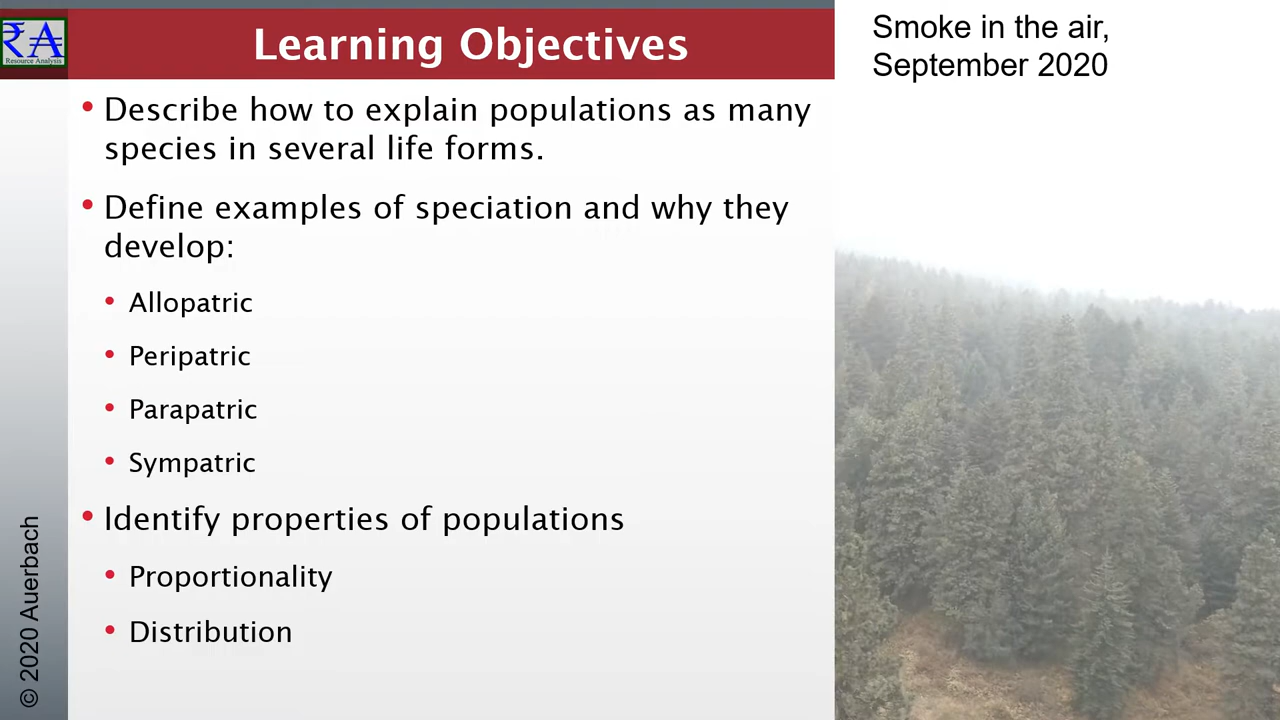 ₹A
Resource Analysis
Learning Objectives
Smoke in the air,
September 2020
• Describe how to explain populations as many
species in several life forms.
• Define examples of speciation and why they
develop:
• Allopatric
• Peripatric
• Parapatric
• Sympatric
• Identify properties of populations
• Proportionality
• Distribution
© 2020 Auerbach